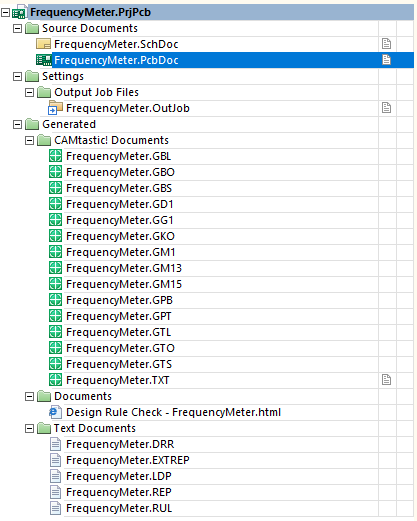 FrequencyMeter.PrjPcb
Source Documents
FrequencyMeter.SchDoc
FrequencyMeter.PcbDoc
Settings
Output Job Files
FrequencyMeter.OutJob
Generated
CAMtastic! Documents
FrequencyMeter.GBL
FrequencyMeter.GBO
FrequencyMeter.GBS
FrequencyMeter.GD1
FrequencyMeter.GG1
FrequencyMeter.GKO
FrequencyMeter.GM1
FrequencyMeter.GM13
FrequencyMeter.GM15
FrequencyMeter.GPB
FrequencyMeter.GPT
FrequencyMeter.GTL
FrequencyMeter.GTO
FrequencyMeter.GTS
FrequencyMeter.TXT
Documents
Design Rule Check - FrequencyMeter.html
Text Documents
FrequencyMeter.DRR
FrequencyMeter.EXTREP
FrequencyMeter.LDP
FrequencyMeter.REP
FrequencyMeter.RUL